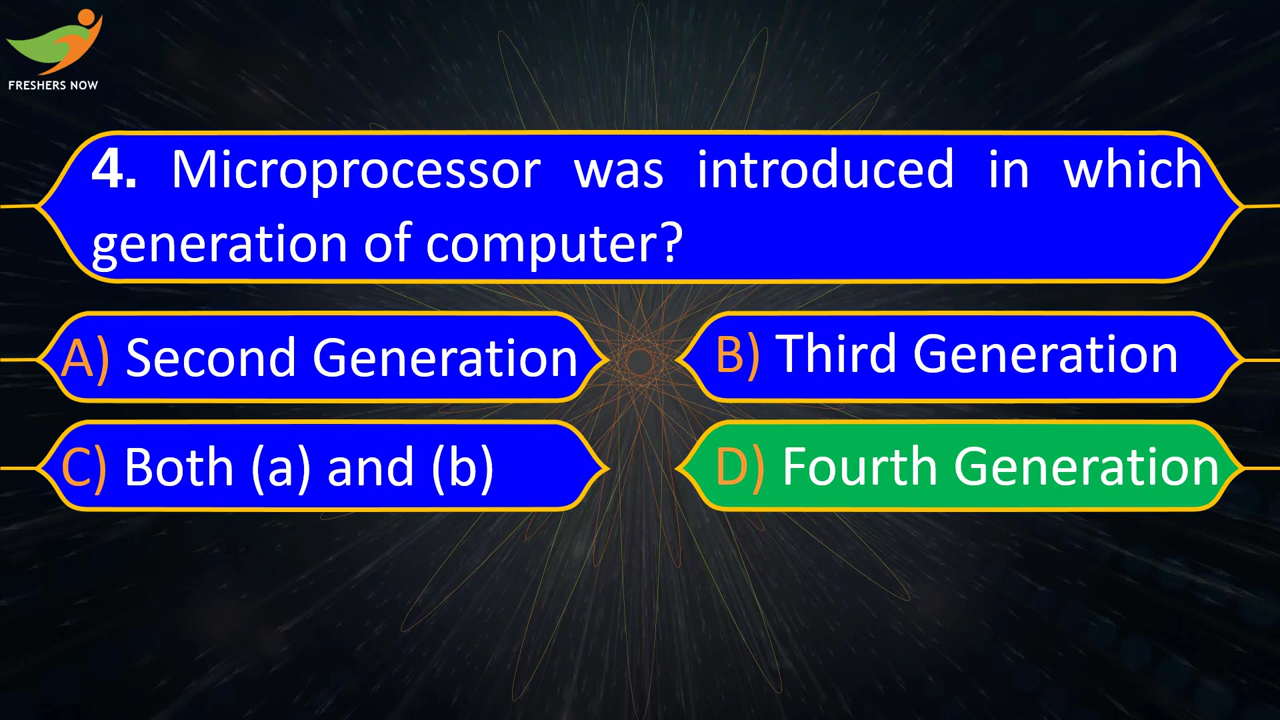 FRESHERS NOW
4. Microprocessor was introduced in which
generation of computer?
A) Second Generation
B) Third Generation
C) Both (a) and (b)
D) Fourth Generation